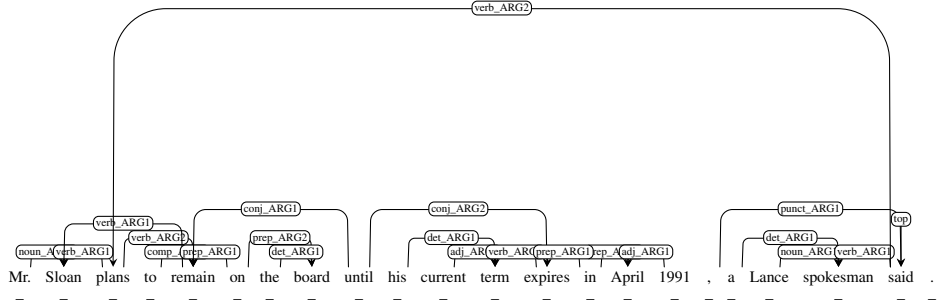 verb_ARG2
conj_ARG1 conj_ARG2 punct_ARG1
verb_ARG1 top
verb_ARG2 prep_ARG2 det_ARG1 det_ARG1
noun_A verb_ARG1 comp_ prep_ARG1 det_ARG1 adj_AR verb_ARG prep_ARG1 rep_A adj_ARG1 noun_ARG verb_ARG1
Mr. Sloan plans to remain on the board until his current term expires in April 1991 , a Lance spokesman said .
_ _ _ _ _ _ _ _ _ _ _ _ _ _ _ _ _ _ _ _ _ _